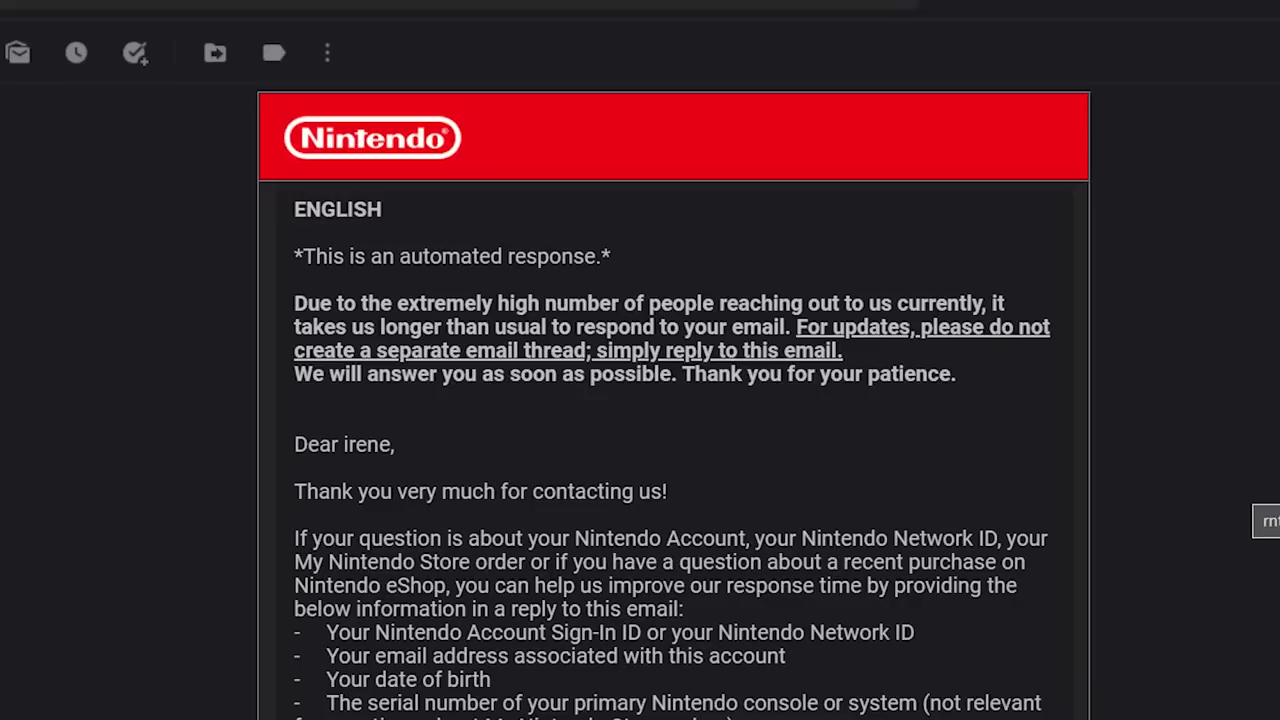 Nintendo®
ENGLISH
*This is an automated response.*
Due to the extremely high number of people reaching out to us currently, it
takes us longer than usual to respond to your email. For updates, please do not
create a separate email thread; simply reply to this email.
We will answer you as soon as possible. Thank you for your patience.
Dear irene,
Thank you very much for contacting us!
If your question is about your Nintendo Account, your Nintendo Network ID, your
My Nintendo Store order or if you have a question about a recent purchase on
Nintendo eShop, you can help us improve our response time by providing the
below information in a reply to this email:
- Your Nintendo Account Sign-In ID or your Nintendo Network ID
- Your email address associated with this account
- Your date of birth
- The serial number of your primary Nintendo console or system (not relevant